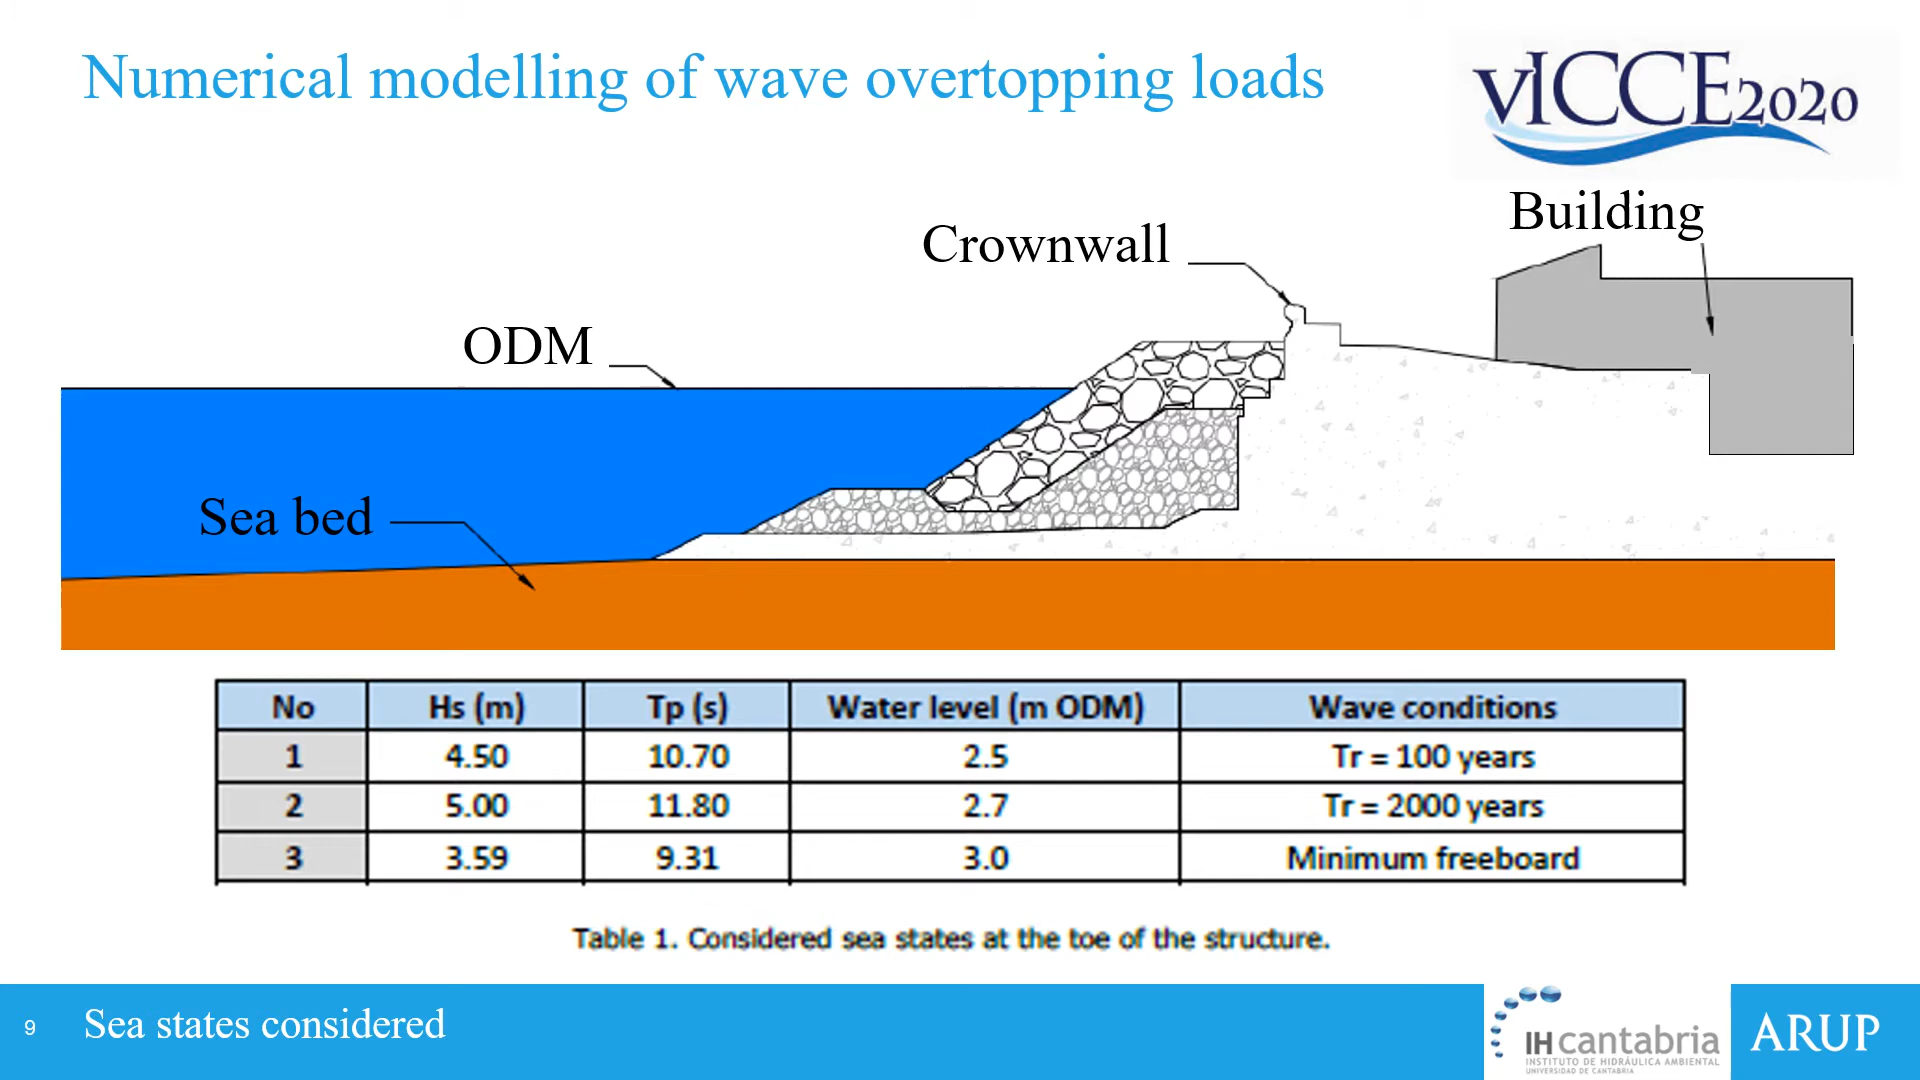 Numerical modelling of wave overtopping loads
vICCE2020
Building
Crownwall
ODM
Sea bed
No Hs (m) Tp (s) Water level (m ODM) Wave conditions
1 4.50 10.70 2.5 Tr = 100 years
2 5.00 11.80 2.7 Tr = 2000 years
3 3.59 9.31 3.0 Minimum freeboard
Table 1. Considered sea states at the toe of the structure.
9 Sea states considered
IHcantabria
INSTITUTO DE HIDRÁULICA AMBIENTAL
UNIVERSIDAD DE CANTABRIA
ARUP